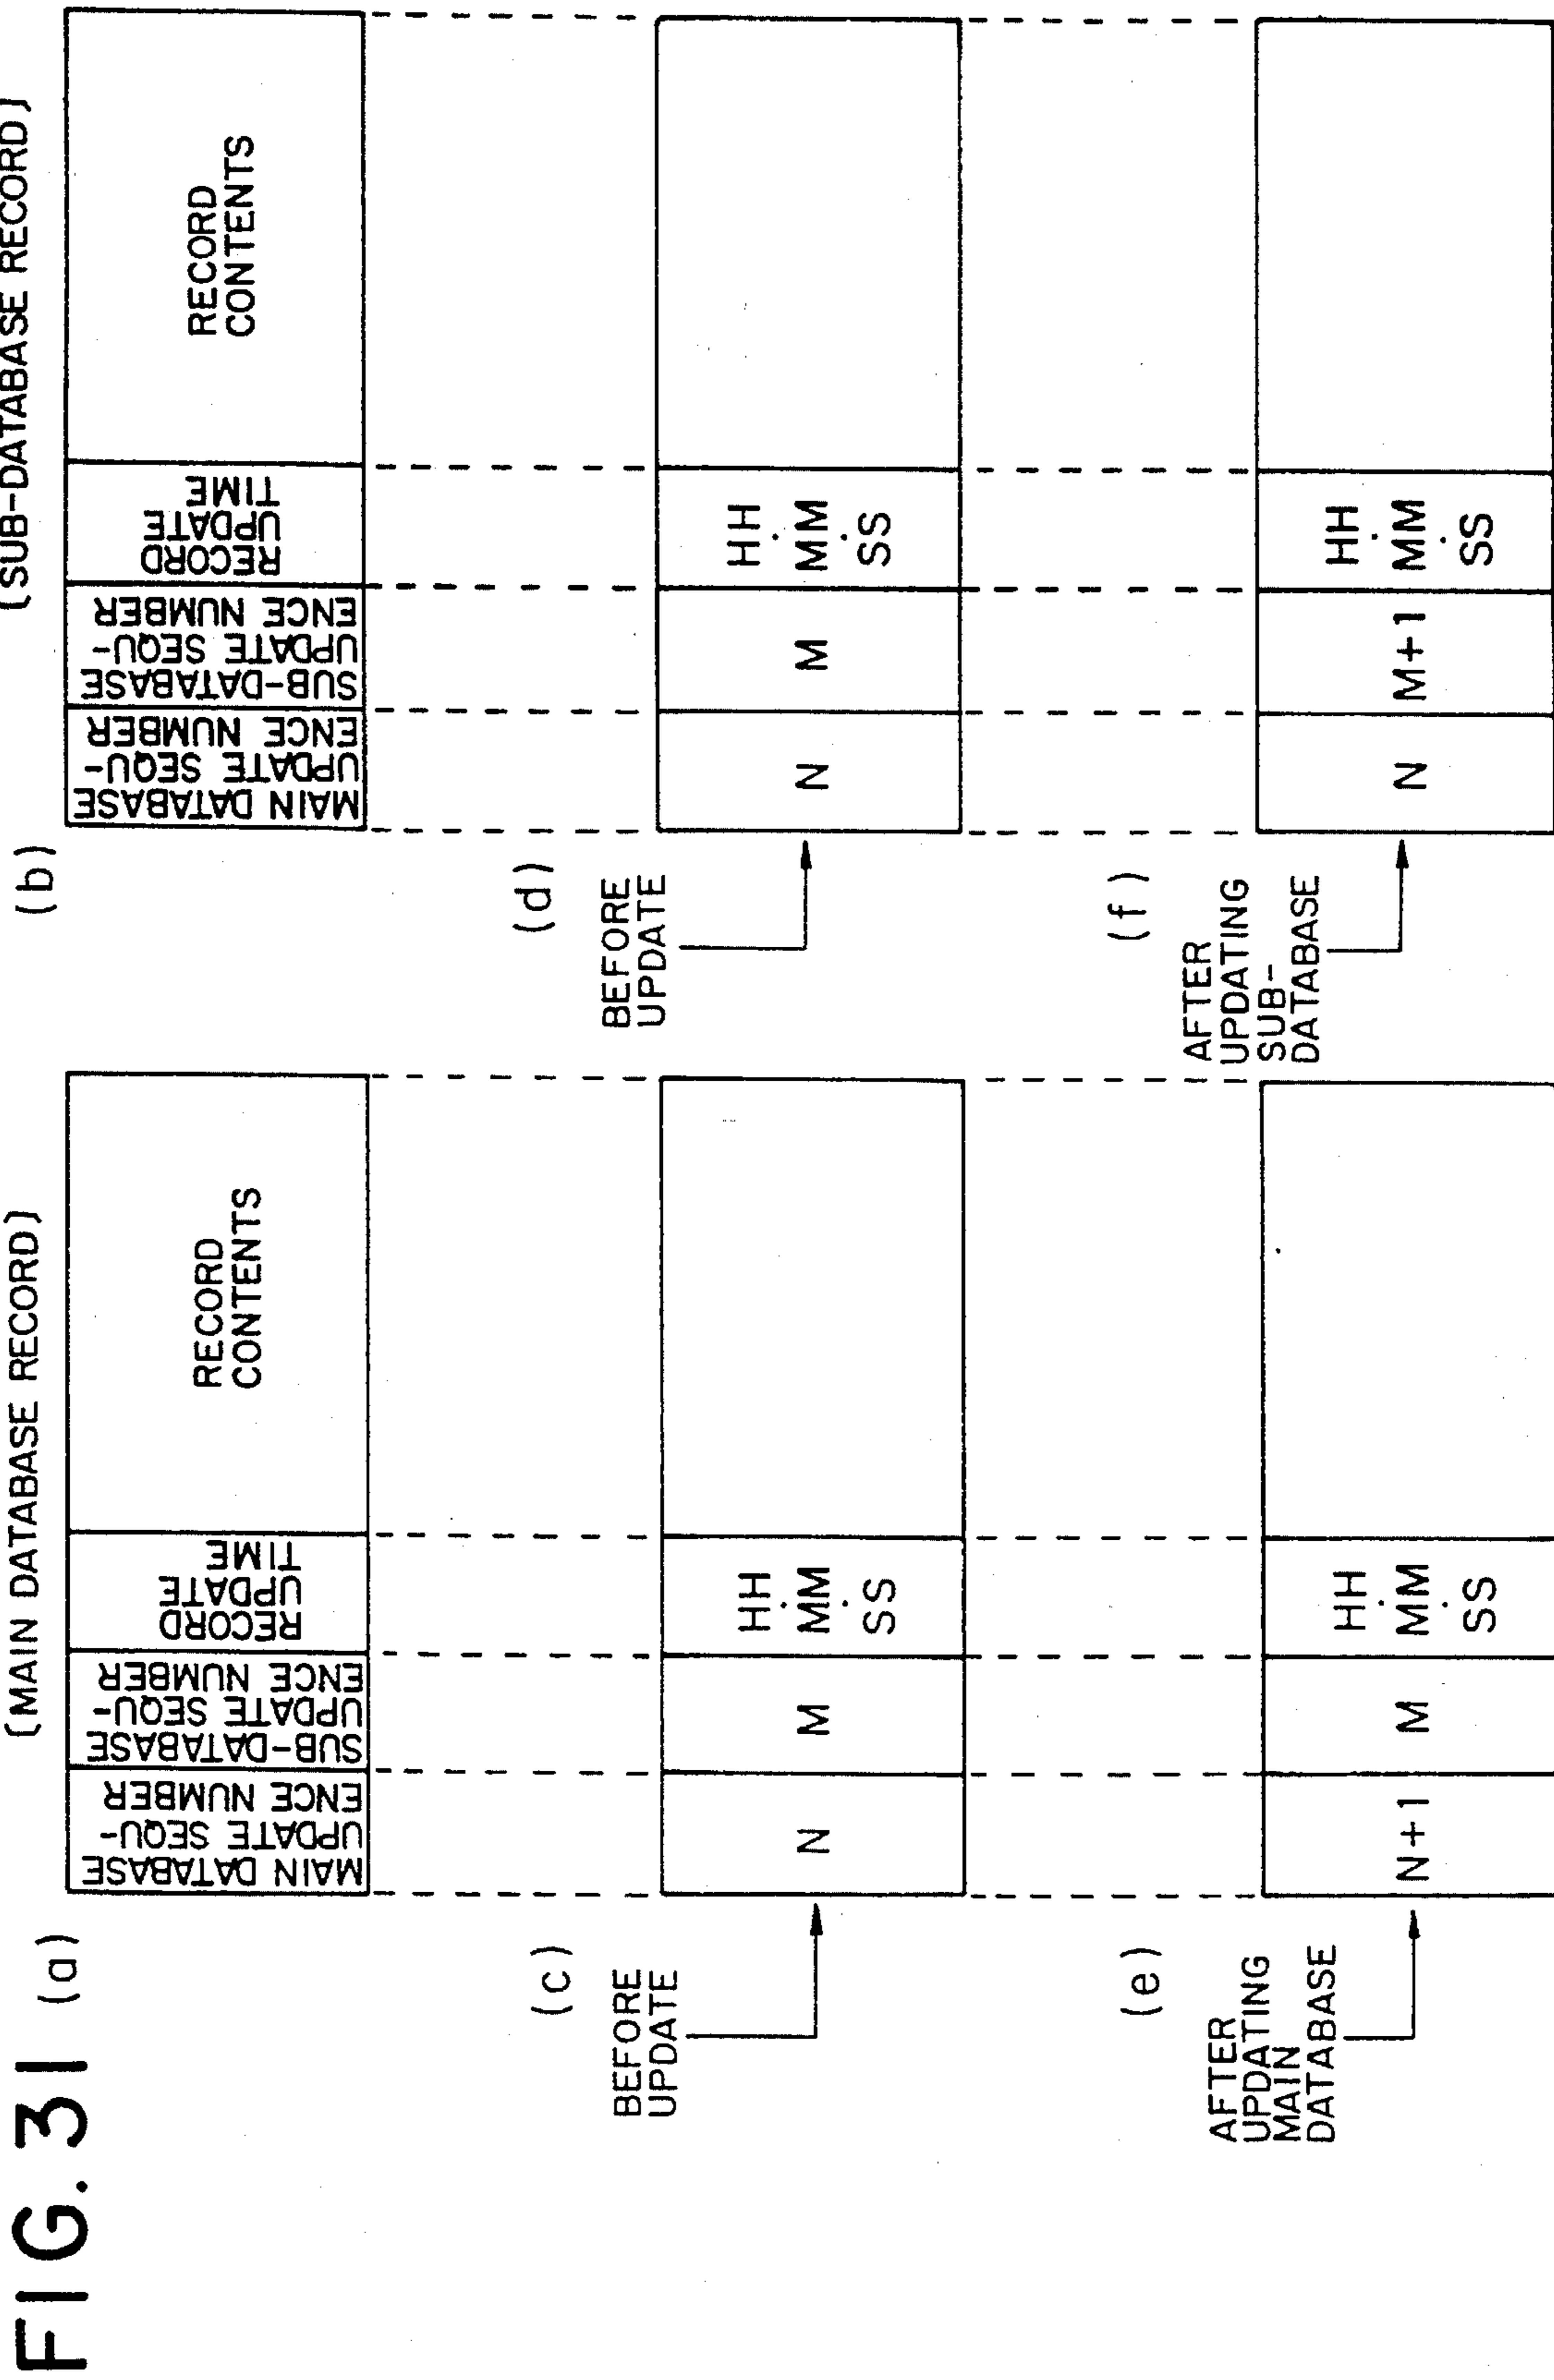 FIG. 31
(a)
(MAIN DATABASE RECORD)
MAIN DATABASE
UPDATE SEQU-
ENCE NUMBER
SUB-DATABASE
UPDATE SEQU-
ENCE NUMBER
RECORD
UPDATE
TIME
RECORD
CONTENTS
(b)
(SUB-DATABASE RECORD)
MAIN DATABASE
UPDATE SEQU-
ENCE NUMBER
SUB-DATABASE
UPDATE SEQU-
ENCE NUMBER
RECORD
UPDATE
TIME
RECORD
CONTENTS
(c)
BEFORE
UPDATE
N
M
HH
.
MM
.
SS
(d)
BEFORE
UPDATE
N
M
HH
.
MM
.
SS
(e)
AFTER
UPDATING
MAIN
DATABASE
N+1
M
HH
.
MM
.
SS
(f)
AFTER
UPDATING
SUB-
DATABASE
N
M+1
HH
.
MM
.
SS